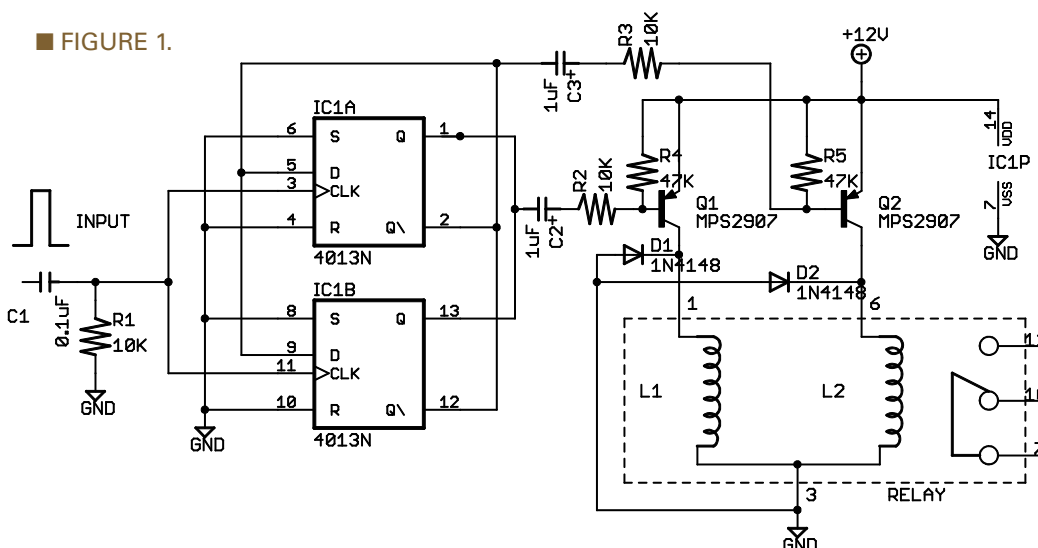 ■ FIGURE 1.
+12V
R3
10K
1uF
C3+
IC1A
6 S Q 1
5 D
3 CLK
4 R Q\ 2
4013N
INPUT
C1
0.1uF
R1
10K
GND
IC1B
8 S Q 13
9 D
11 CLK
10 R Q\ 12
4013N
GND
1uF
C2+
R2
10K
R4
47K
Q1
MPS2907
R5
47K
Q2
MPS2907
14
VDD
IC1P
7
VSS
GND
D1
1N4148
D2
1N4148
1
6
L1
L2
3
RELAY
GND